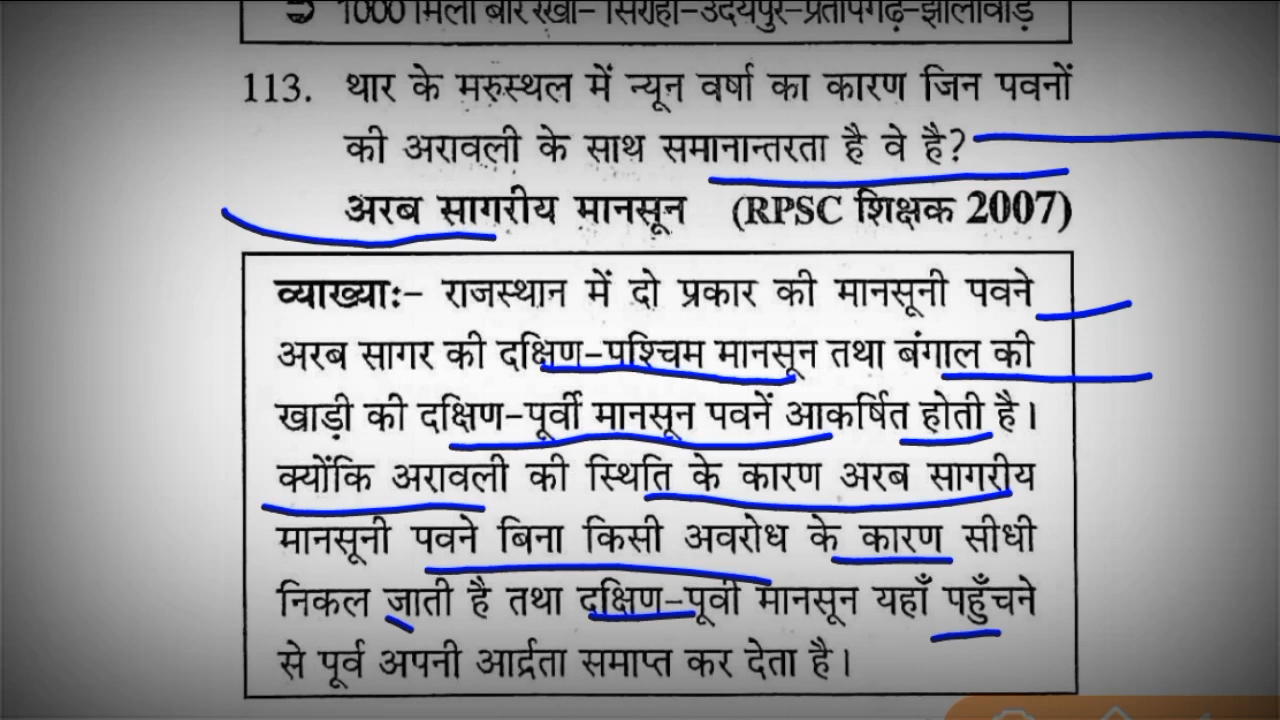 ➲ 1000 मिली बार रेखा– सिरोही–उदयपुर–प्रतापगढ़–झालावाड़
113. थार के मरुस्थल में न्यून वर्षा का कारण जिन पवनों
की अरावली के साथ समानान्तरता है वे है?
अरब सागरीय मानसून (RPSC शिक्षक 2007)
व्याख्याः– राजस्थान में दो प्रकार की मानसूनी पवने
अरब सागर की दक्षिण–पश्चिम मानसून तथा बंगाल की
खाड़ी की दक्षिण–पूर्वी मानसून पवनें आकर्षित होती है।
क्योंकि अरावली की स्थिति के कारण अरब सागरीय
मानसूनी पवने बिना किसी अवरोध के कारण सीधी
निकल जाती है तथा दक्षिण–पूर्वी मानसून यहाँ पहुँचने
से पूर्व अपनी आर्द्रता समाप्त कर देता है।